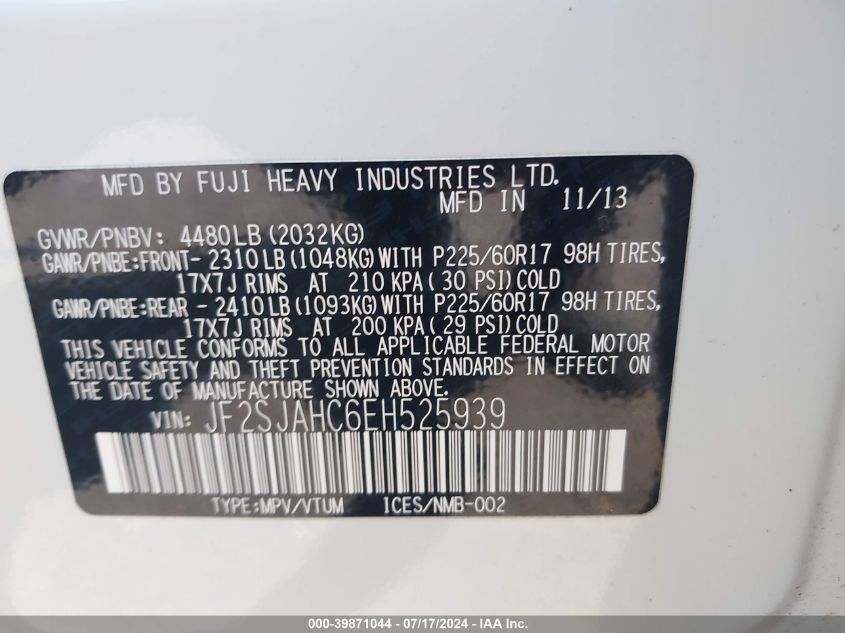 MFD BY FUJI HEAVY INDUSTRIES LTD.
MFD IN 11/13
GVWR/PNBV: 4480LB(2032KG)
GAWR/PNBE:FRONT- 2310LB(1048KG)WITH P225/60R17 98H TIRES,
17X7J RIMS AT 210 KPA(30 PSI)COLD
GAWR/PNBE:REAR - 2410LB(1093KG)WITH P225/60R17 98H TIRES,
17X7J RIMS AT 200 KPA(29 PSI)COLD
THIS VEHICLE CONFORMS TO ALL APPLICABLE FEDERAL MOTOR
VEHICLE SAFETY AND THEFT PREVENTION STANDARDS IN EFFECT ON
THE DATE OF MANUFACTURE SHOWN ABOVE.
VIN: JF2SJAHC6EH525939
TYPE:MPV/VTUM ICES/NMB-002
000-39871044 - 07/17/2024 - IAAI.com